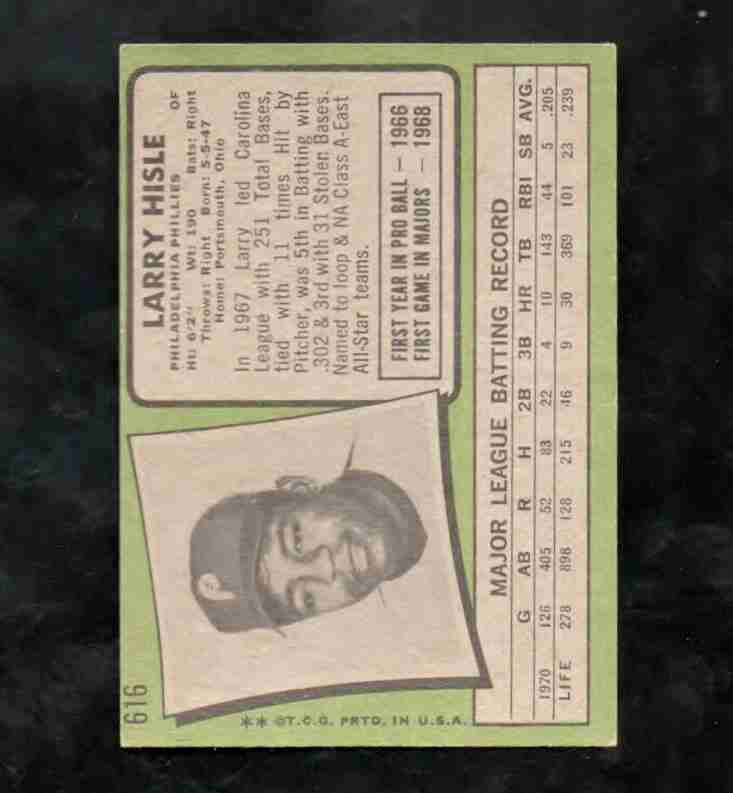 616
LARRY HISLE
PHILADELPHIA PHILLIES OF
Ht: 6'2" Wt: 190 Bats: Right
Throws: Right Born: 5-5-47
Home: Portsmouth, Ohio
In 1967 Larry led Carolina
League with 251 Total Bases,
tied with 11 times Hit by
Pitcher, was 5th in Batting with
.302 & 3rd with 31 Stolen Bases.
Named to loop & NA Class A-East
All-Star teams.
FIRST YEAR IN PRO BALL — 1966
FIRST GAME IN MAJORS — 1968
P
** ©T.C.G. PRTD. IN U.S.A.
MAJOR LEAGUE BATTING RECORD
G AB R H 2B 3B HR TB RBI SB AVG.
1970 126 405 52 83 22 4 10 143 44 5 .205
LIFE 278 898 128 215 46 9 30 369 101 23 .239